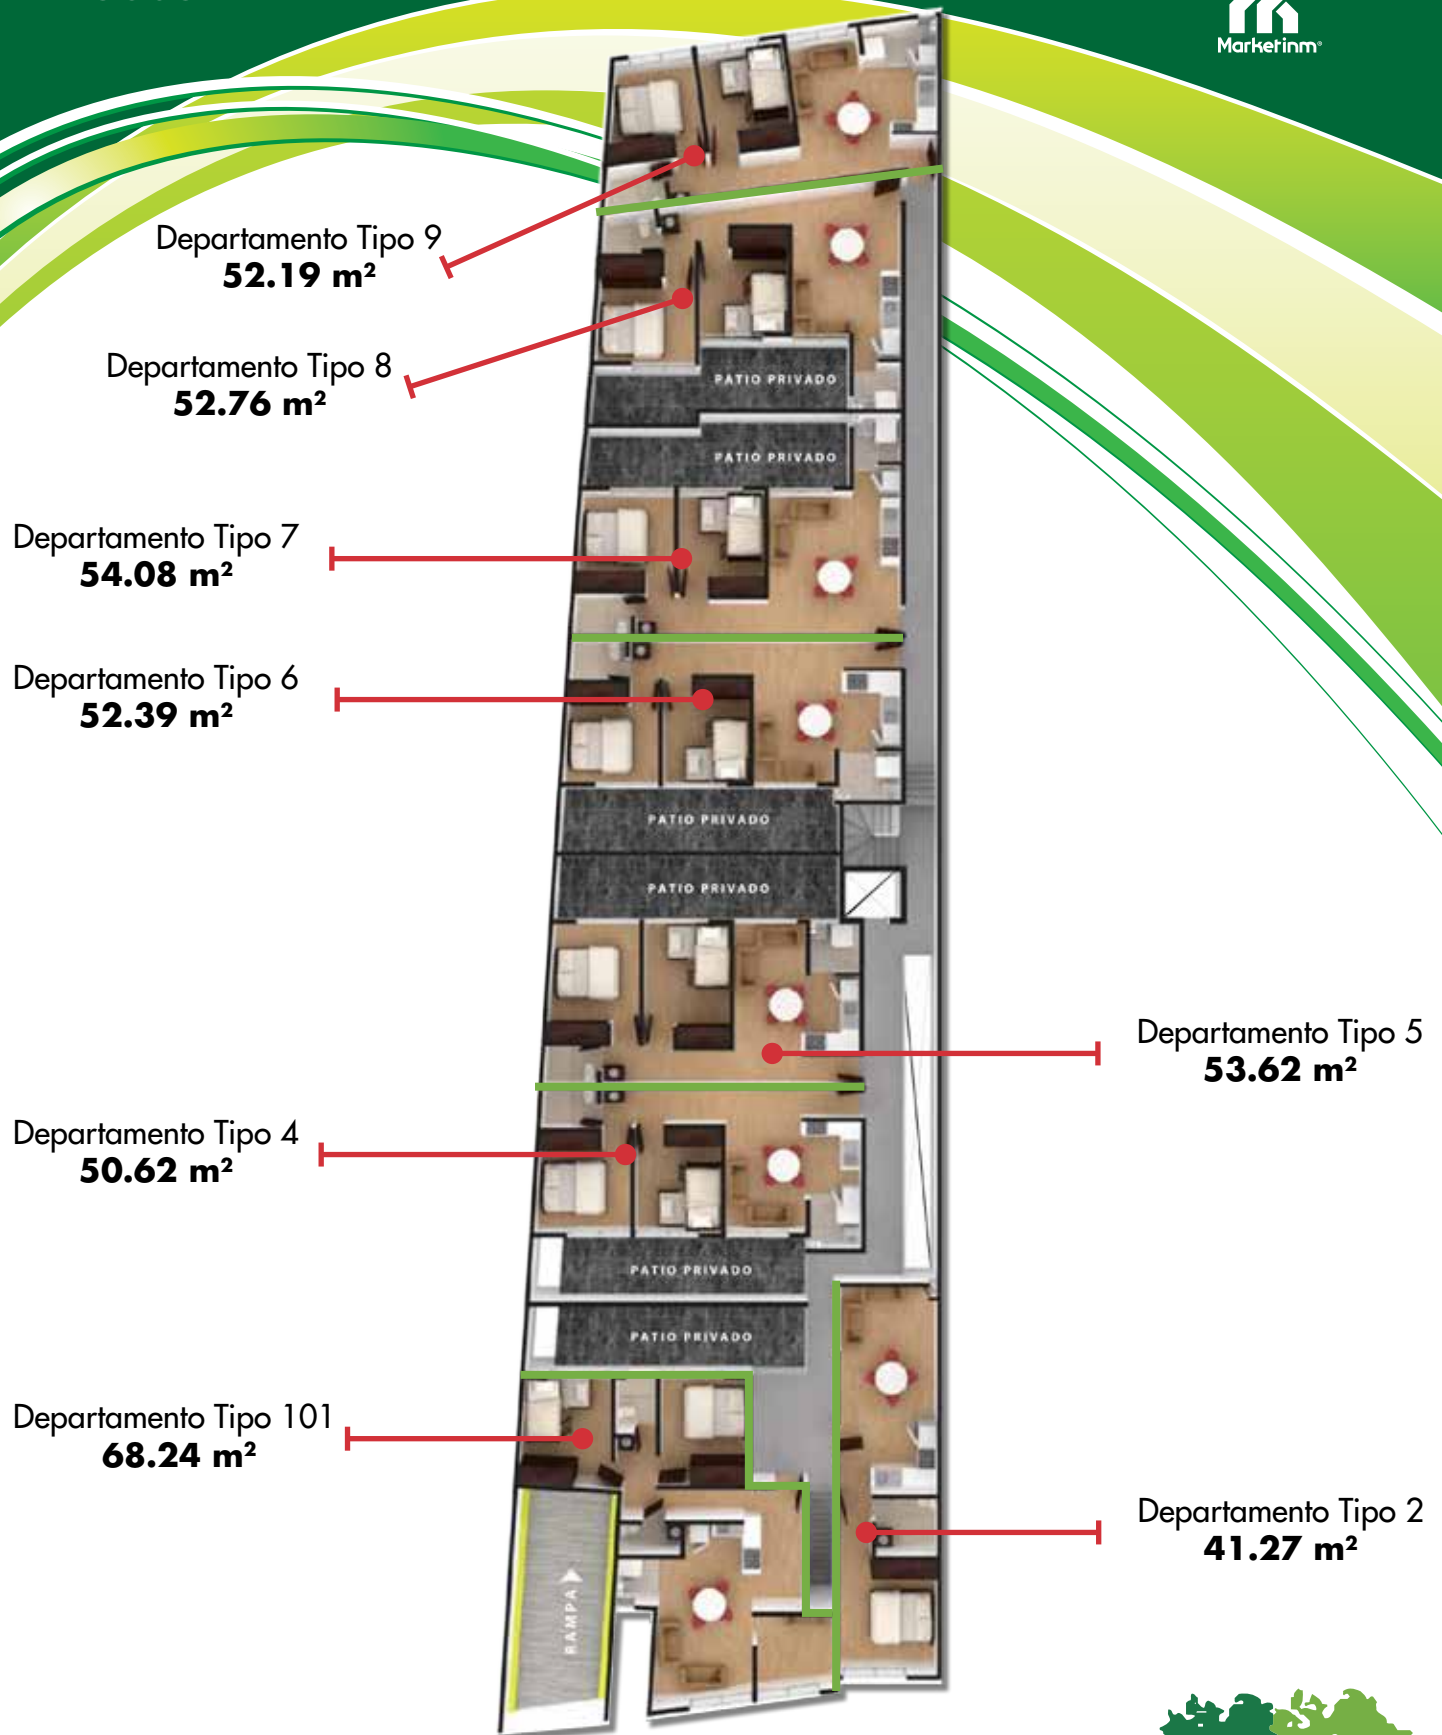 Marketinm®
Departamento Tipo 9
52.19 m²
Departamento Tipo 8
52.76 m²
PATIO PRIVADO
PATIO PRIVADO
Departamento Tipo 7
54.08 m²
Departamento Tipo 6
52.39 m²
PATIO PRIVADO
PATIO PRIVADO
Departamento Tipo 5
53.62 m²
Departamento Tipo 4
50.62 m²
PATIO PRIVADO
PATIO PRIVADO
Departamento Tipo 101
68.24 m²
Departamento Tipo 2
41.27 m²
RAMPA